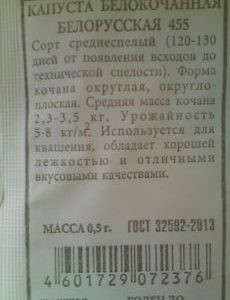 КАПУСТА БЕЛОКОЧАННАЯ
БЕЛОРУССКАЯ 455
Сорт среднеспелый (120-130
дней от появления всходов до
технической спелости). Форма
кочана округлая, округло-
плоская. Средняя масса кочана
2,3-3,5 кг. Урожайность
5-8 кг/м². Используется для
квашения, обладает хорошей
лежкостью и отличными
вкусовыми качествами.
МАССА 0,5 г. ГОСТ 32592-2013
4 601729 072376